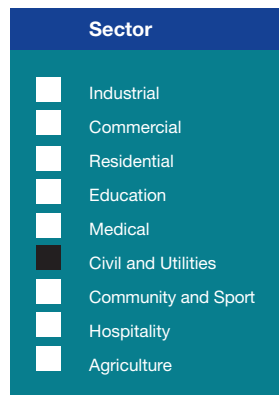 Sector
Industrial
Commercial
Residential
Education
Medical
Civil and Utilities
Community and Sport
Hospitality
Agriculture